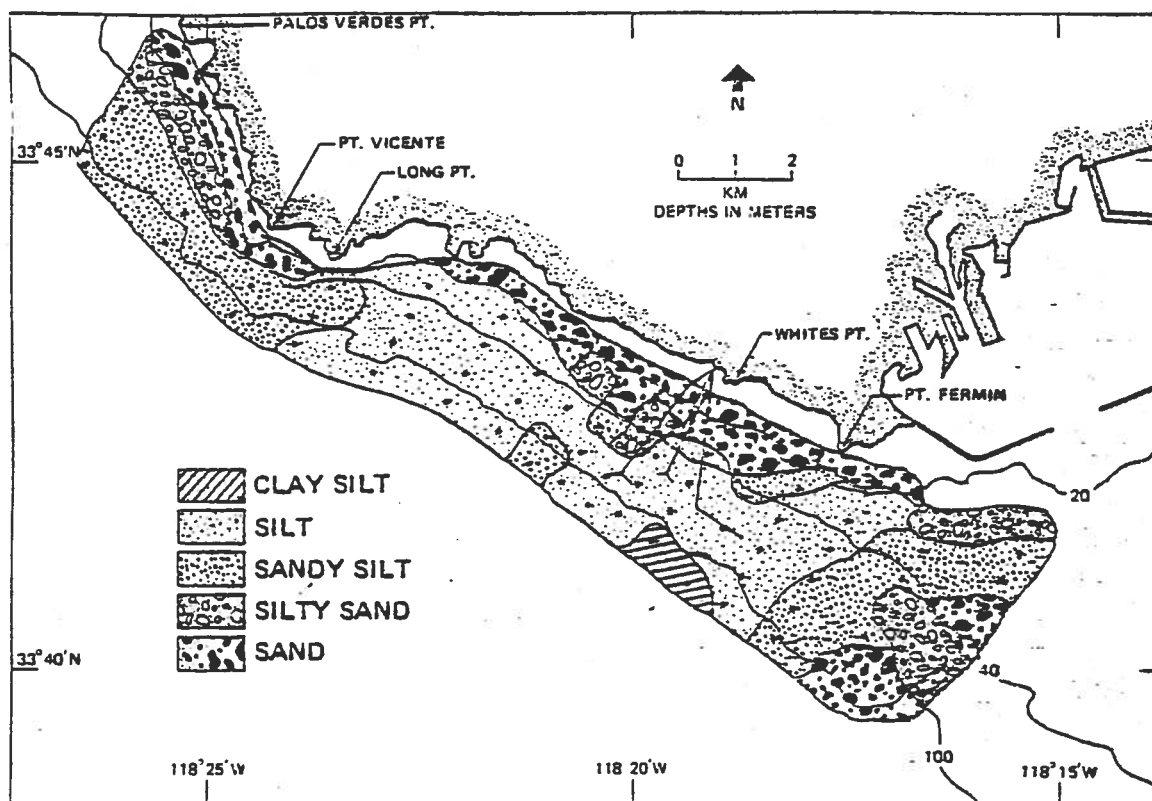 PALOS VERDES PT.
N
33°45'N
PT. VICENTE
LONG PT.
0 1 2
KM
DEPTHS IN METERS
WHITES PT.
PT. FERMIN
20
CLAY SILT
SILT
SANDY SILT
SILTY SAND
SAND
33°40'N
40
100
118°25'W
118°20'W
118°15'W